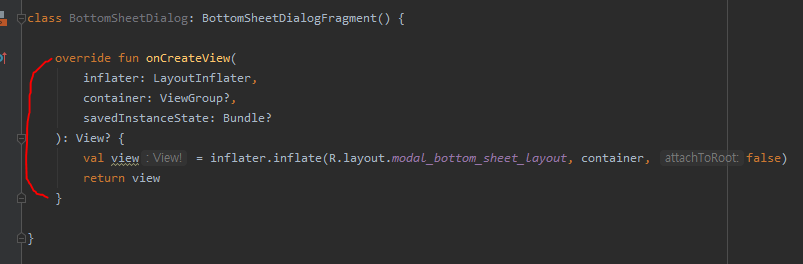 class BottomSheetDialog: BottomSheetDialogFragment() {
override fun onCreateView(
inflater: LayoutInflater,
container: ViewGroup?,
savedInstanceState: Bundle?
): View? {
val view : View! = inflater.inflate(R.layout.modal_bottom_sheet_layout, container, attachToRoot: false)
return view
}
}